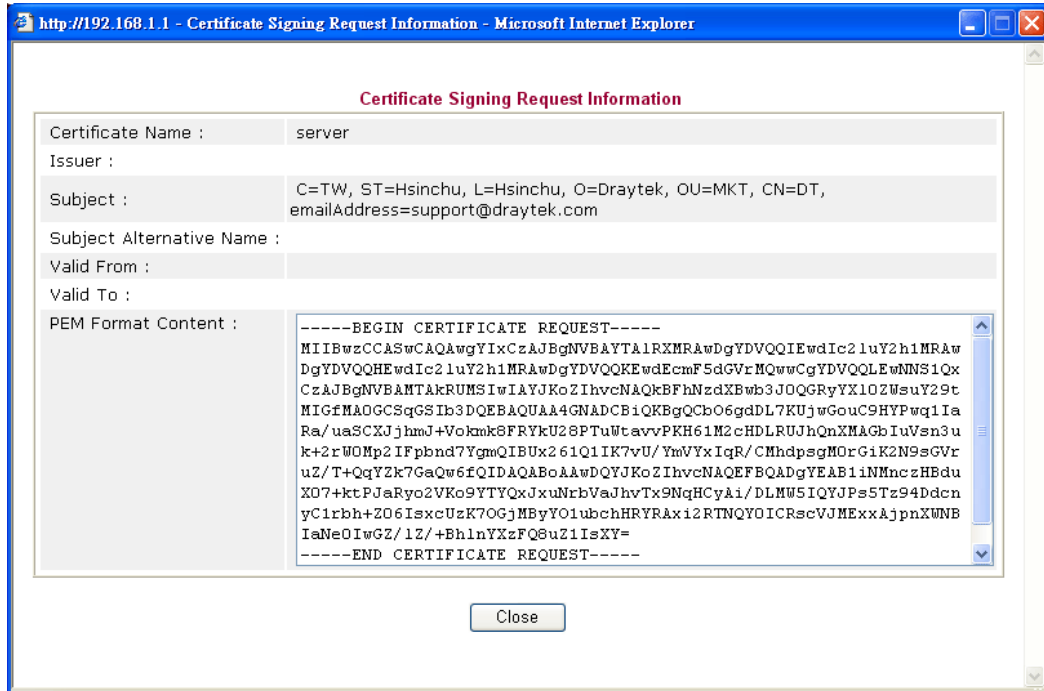 http://192.168.1.1 - Certificate Signing Request Information - Microsoft Internet Explorer
Certificate Signing Request Information
Certificate Name : server
Issuer :
Subject : C=TW, ST=Hsinchu, L=Hsinchu, O=Draytek, OU=MKT, CN=DT,
emailAddress=support@draytek.com
Subject Alternative Name :
Valid From :
Valid To :
PEM Format Content : -----BEGIN CERTIFICATE REQUEST-----
MIIBwzCCASwCAQAwgYIxCzAJBgNVBAYTAlRXMRAwDgYDVQQIEwdIc2luY2h1MRAw
DgYDVQQHEwdIc2luY2h1MRAwDgYDVQQKEwdEcmF5dGVrMQwwCgYDVQQLEwNNS1Qx
CzAJBgNVBAMTAkRUMSIwIAYJKoZIhvcNAQkBFhNzdXBwb3J0QGRyYXl0ZWsuY29t
MIGfMA0GCSqGSIb3DQEBAQUAA4GNADCBiQKBgQCbO6gdDL7KUjwGouC9HYPwq1Ia
Ra/uaSCXJjhmJ+Vokmk8FRYkU28PTuWtavvPKH61M2cHDLRUJhQnXMAGbIuVsn3u
k+2rWOMp2IFpbnd7YgmQIBUx261Q1IK7vU/YmVYxIqR/CMhdpsgMOrGiK2N9sGVr
uZ/T+QqYZk7GaQw6fQIDAQABoAAwDQYJKoZIhvcNAQEFBQADgYEAB1iNMnczHBdu
XO7+ktPJaRyo2VKo9YTYQxJxuNrbVaJhvTx9NqHCyAi/DLMW5IQYJPs5Tz94Ddcn
yC1rbh+Z06IsxcUzK7OGjMByYO1ubchHRYRAxi2RTNQYOICRscVJMExxAjpnXWNB
IaNeOIwGZ/lZ/+BhlnYXzFQ8uZ1IsXY=
-----END CERTIFICATE REQUEST-----
Close